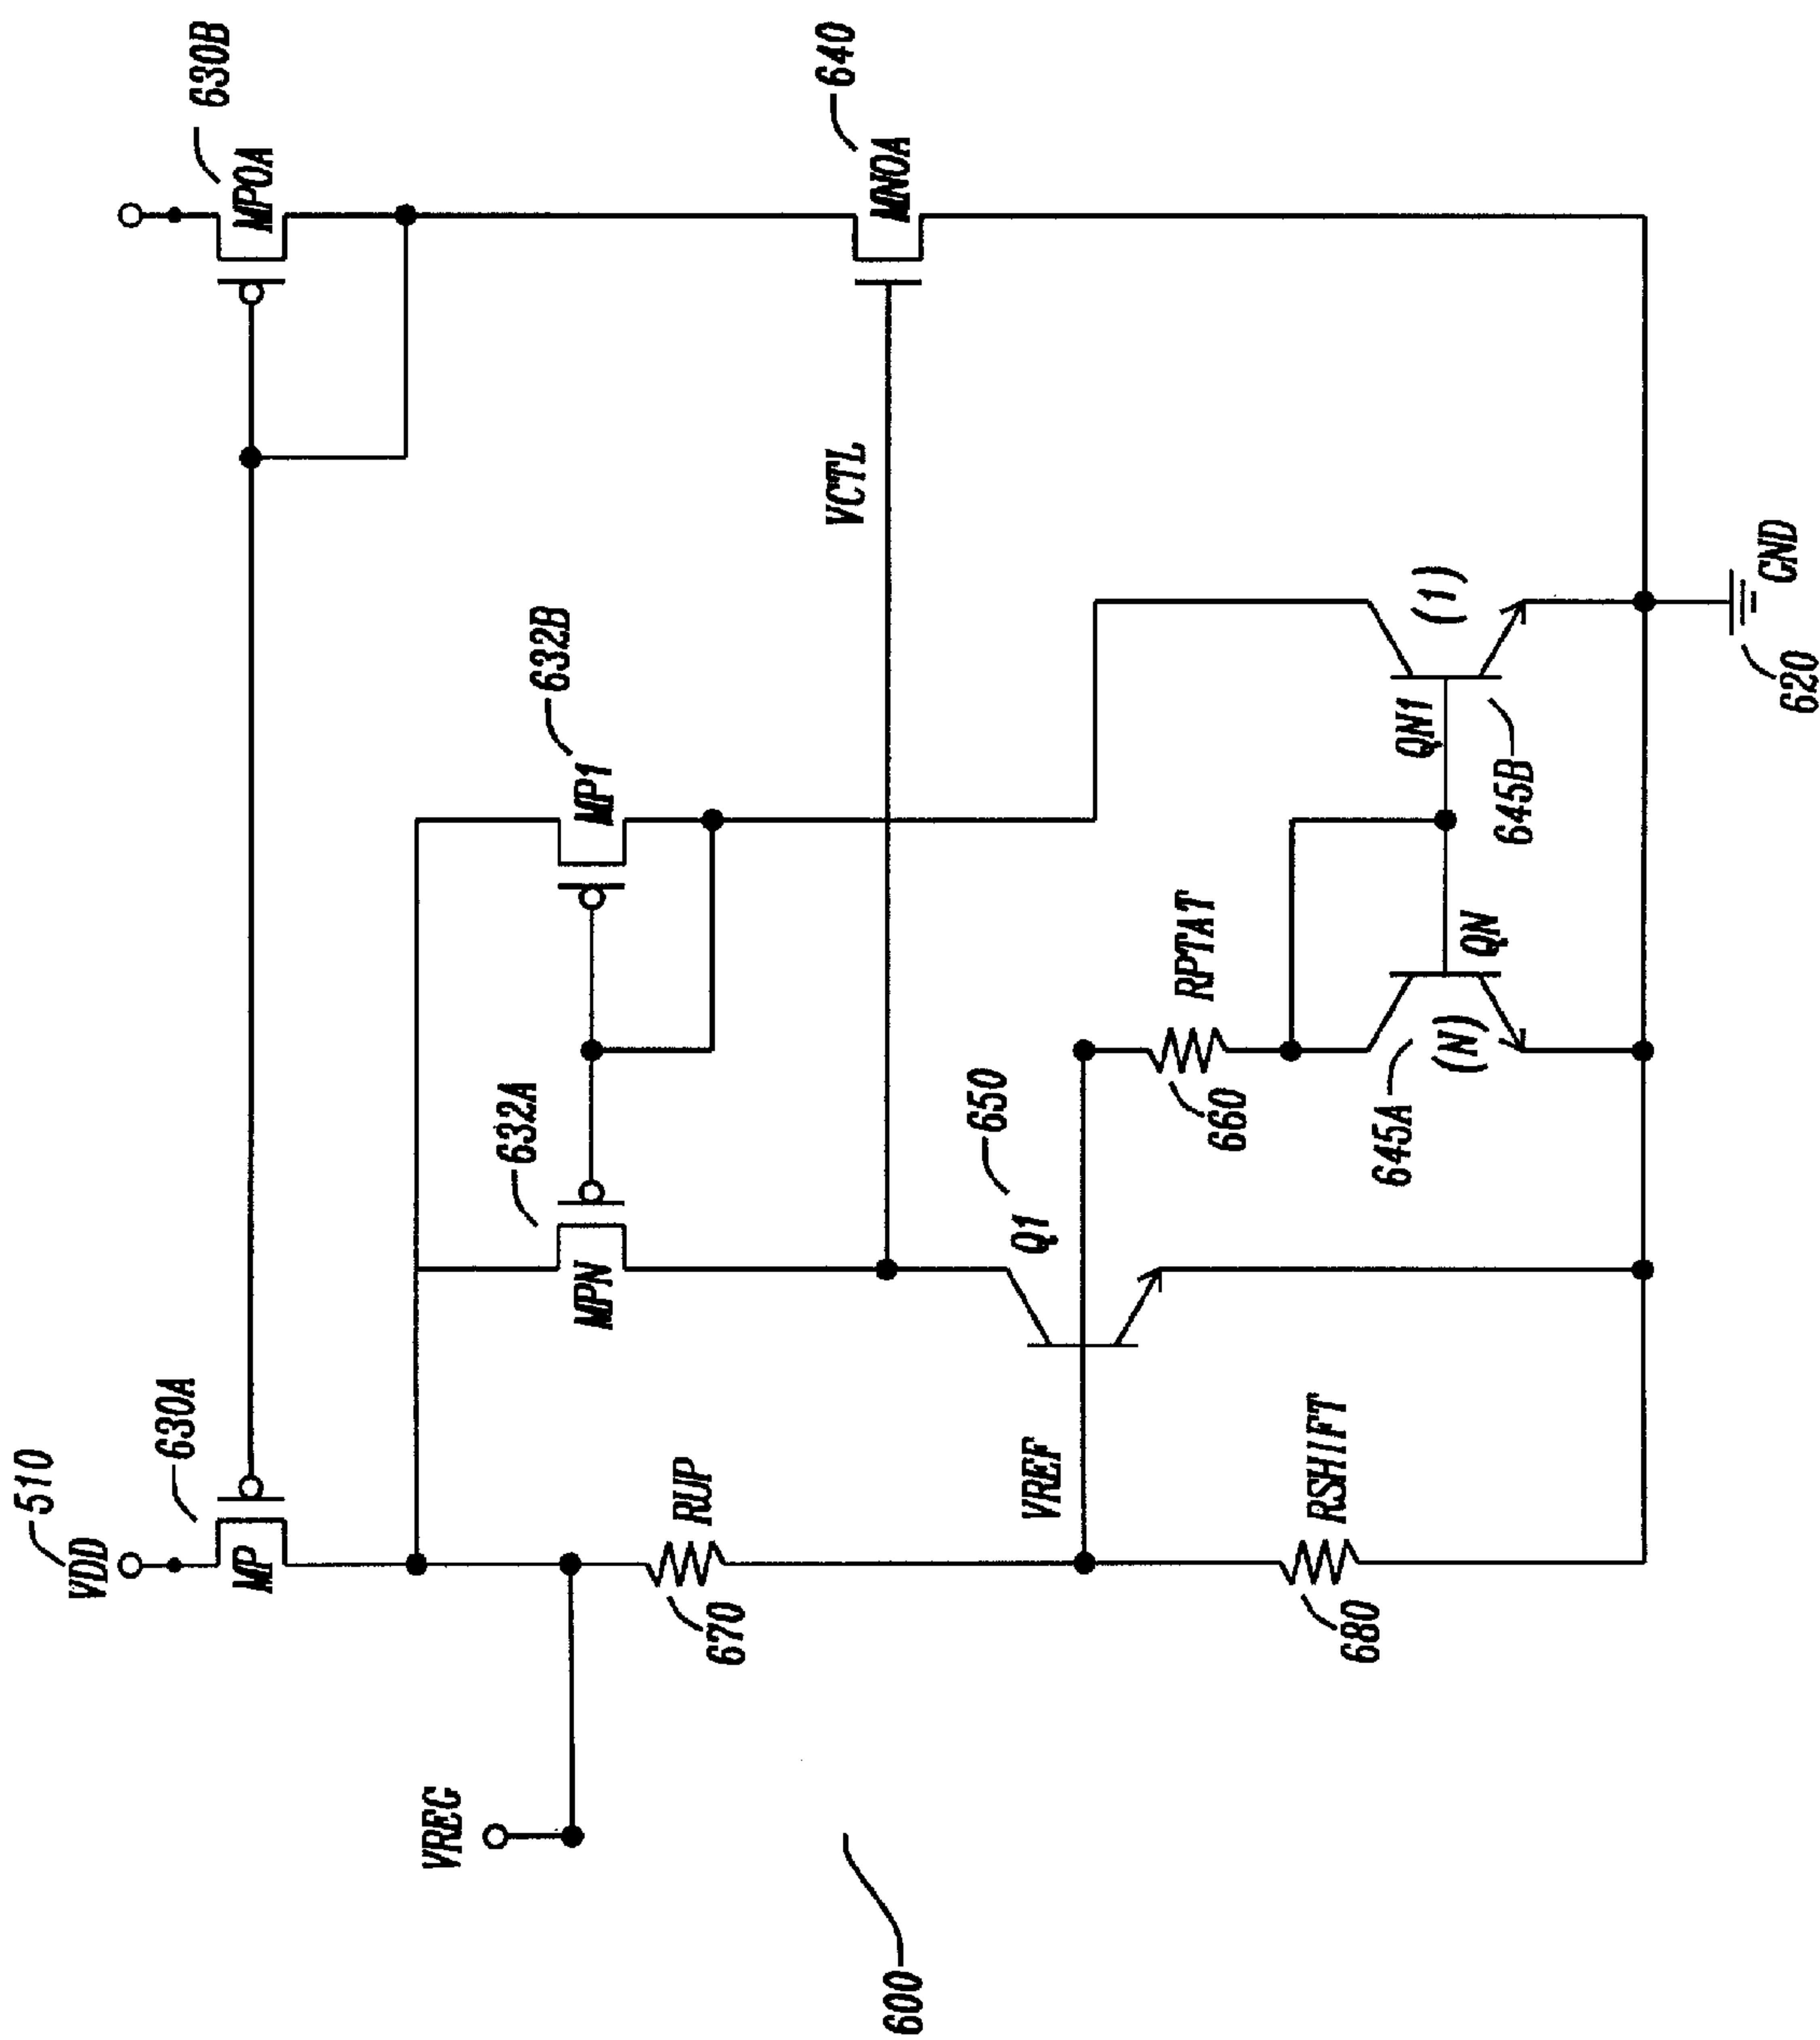 510
VDD
630A
MP
630B
MP0A
VREG
632A
MPN
632B
MP1
640
MN0A
VCTL
670
RUP
650
Q1
VREF
660
RPTAT
680
RSHIFT
645A
(N)
QN
QN1
(1)
645B
620
GND
600